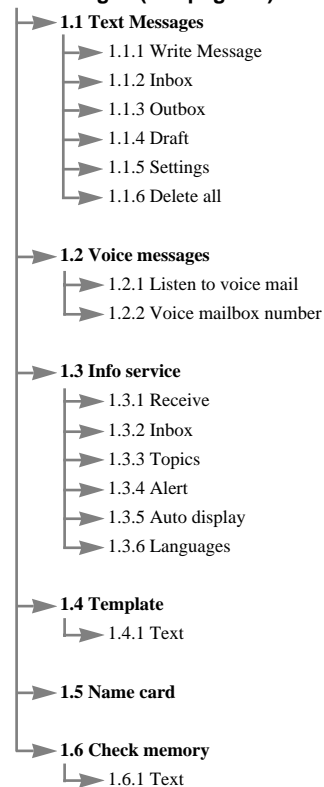 1.1 Text Messages
1.1.1 Write Message
1.1.2 Inbox
1.1.3 Outbox
1.1.4 Draft
1.1.5 Settings
1.1.6 Delete all
1.2 Voice messages
1.2.1 Listen to voice mail
1.2.2 Voice mailbox number
1.3 Info service
1.3.1 Receive
1.3.2 Inbox
1.3.3 Topics
1.3.4 Alert
1.3.5 Auto display
1.3.6 Languages
1.4 Template
1.4.1 Text
1.5 Name card
1.6 Check memory
1.6.1 Text